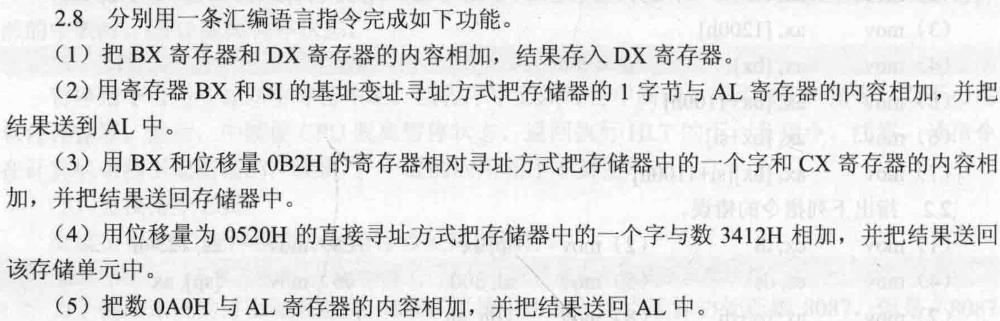 2.8 分别用一条汇编语言指令完成如下功能。
（1）把 BX 寄存器和 DX 寄存器的内容相加，结果存入 DX 寄存器。
（2）用寄存器 BX 和 SI 的基址变址寻址方式把存储器的 1 字节与 AL 寄存器的内容相加，并把
结果送到 AL 中。
（3）用 BX 和位移量 0B2H 的寄存器相对寻址方式把存储器中的一个字和 CX 寄存器的内容相
加，并把结果送回存储器中。
（4）用位移量为 0520H 的直接寻址方式把存储器中的一个字与数 3412H 相加，并把结果送回
该存储单元中。
（5）把数 0A0H 与 AL 寄存器的内容相加，并把结果送回 AL 中。